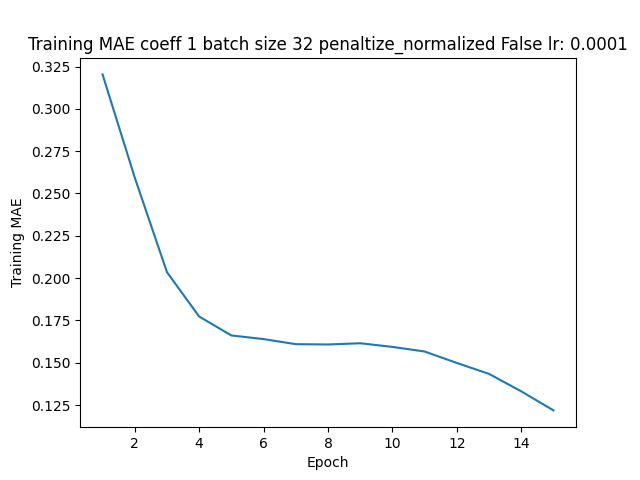 Training MAE coeff 1 batch size 32 penaltize_normalized False lr: 0.0001
0.325
0.300
0.275
0.250
0.225
0.200
0.175
0.150
0.125
Training MAE
2 4 6 8 10 12 14
Epoch